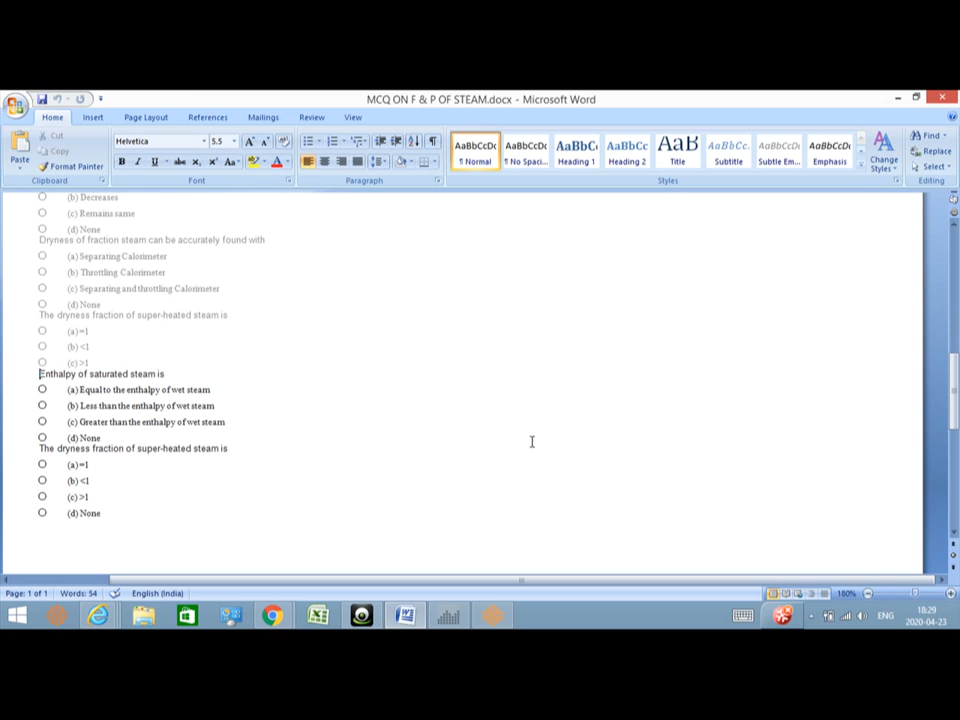 MCQ ON F & P OF STEAM.docx - Microsoft Word
Home Insert Page Layout References Mailings Review View
Paste
Cut
Copy
Format Painter
Clipboard
Helvetica 5.5
Font
Paragraph
AaBbCcDc AaBbCcDc AaBbC AaBbCc AaB AaBbCc. AaBbCcDc AaBbCcDc
¶ Normal ¶ No Spaci... Heading 1 Heading 2 Title Subtitle Subtle Em... Emphasis
Styles
Change Styles
Find
Replace
Select
Editing
(b) Decreases
(c) Remains same
(d) None
Dryness of fraction steam can be accurately found with
(a) Separating Calorimeter
(b) Throttling Calorimeter
(c) Separating and throttling Calorimeter
(d) None
The dryness fraction of super-heated steam is
(a) =1
(b) <1
(c) >1
Enthalpy of saturated steam is
(a) Equal to the enthalpy of wet steam
(b) Less than the enthalpy of wet steam
(c) Greater than the enthalpy of wet steam
(d) None
The dryness fraction of super-heated steam is
(a) =1
(b) <1
(c) >1
(d) None
Page: 1 of 1 Words: 54 English (India) 180%
ENG
18:29
2020-04-23